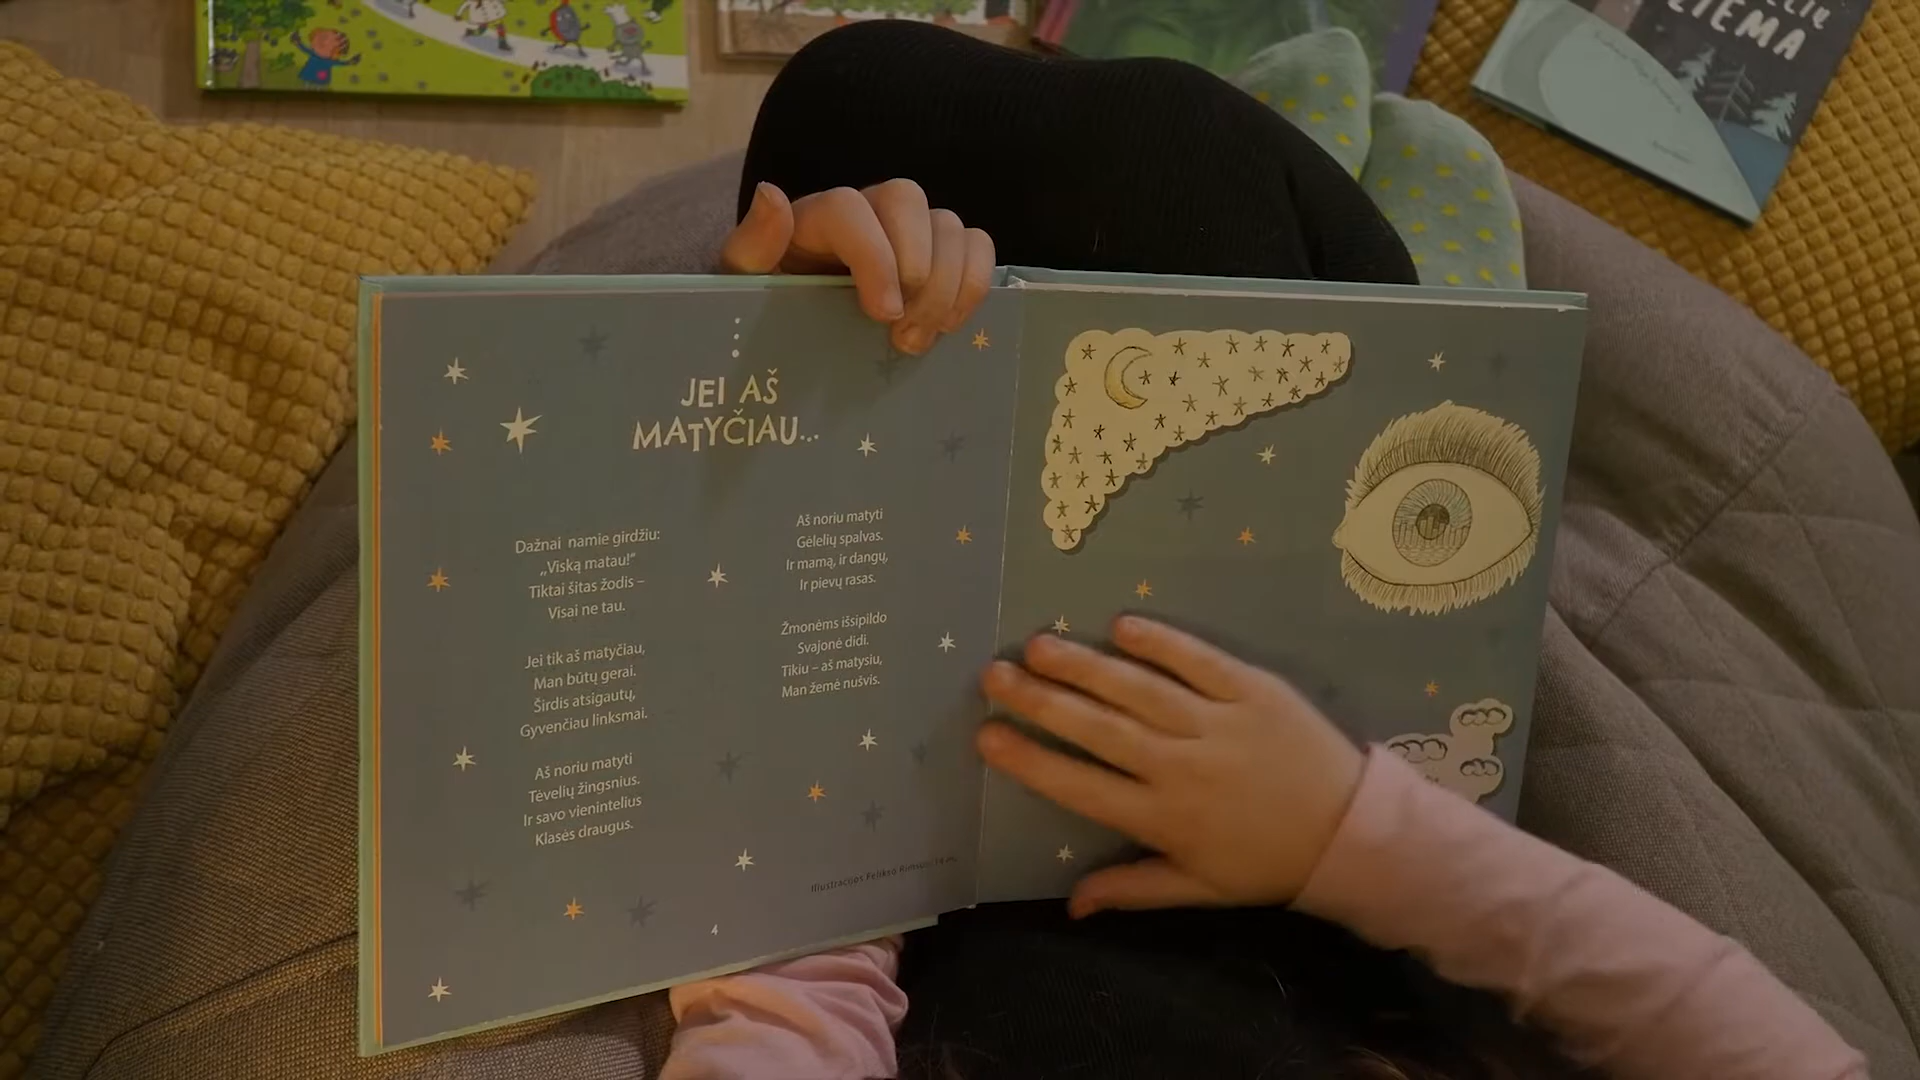 ŽIEMA
JEI AŠ
MATYČIAU...
Dažnai namie girdžiu:
„Viską matau!“
Tiktai šitas žodis –
Visai ne tau.
Jei tik aš matyčiau,
Man būtų gerai.
Širdis atsigautų,
Gyvenčiau linksmai.
Aš noriu matyti
Tėvelių žingsnius.
Ir savo vienintelius
Klasės draugus.
Aš noriu matyti
Gėlelių spalvas.
Ir mamą, ir dangų,
Ir pievų rasas.
Žmonėms išsipildo
Svajonė didi.
Tikiu – aš matysiu,
Man žemė nušvis.
Iliustracijos Felikso
4